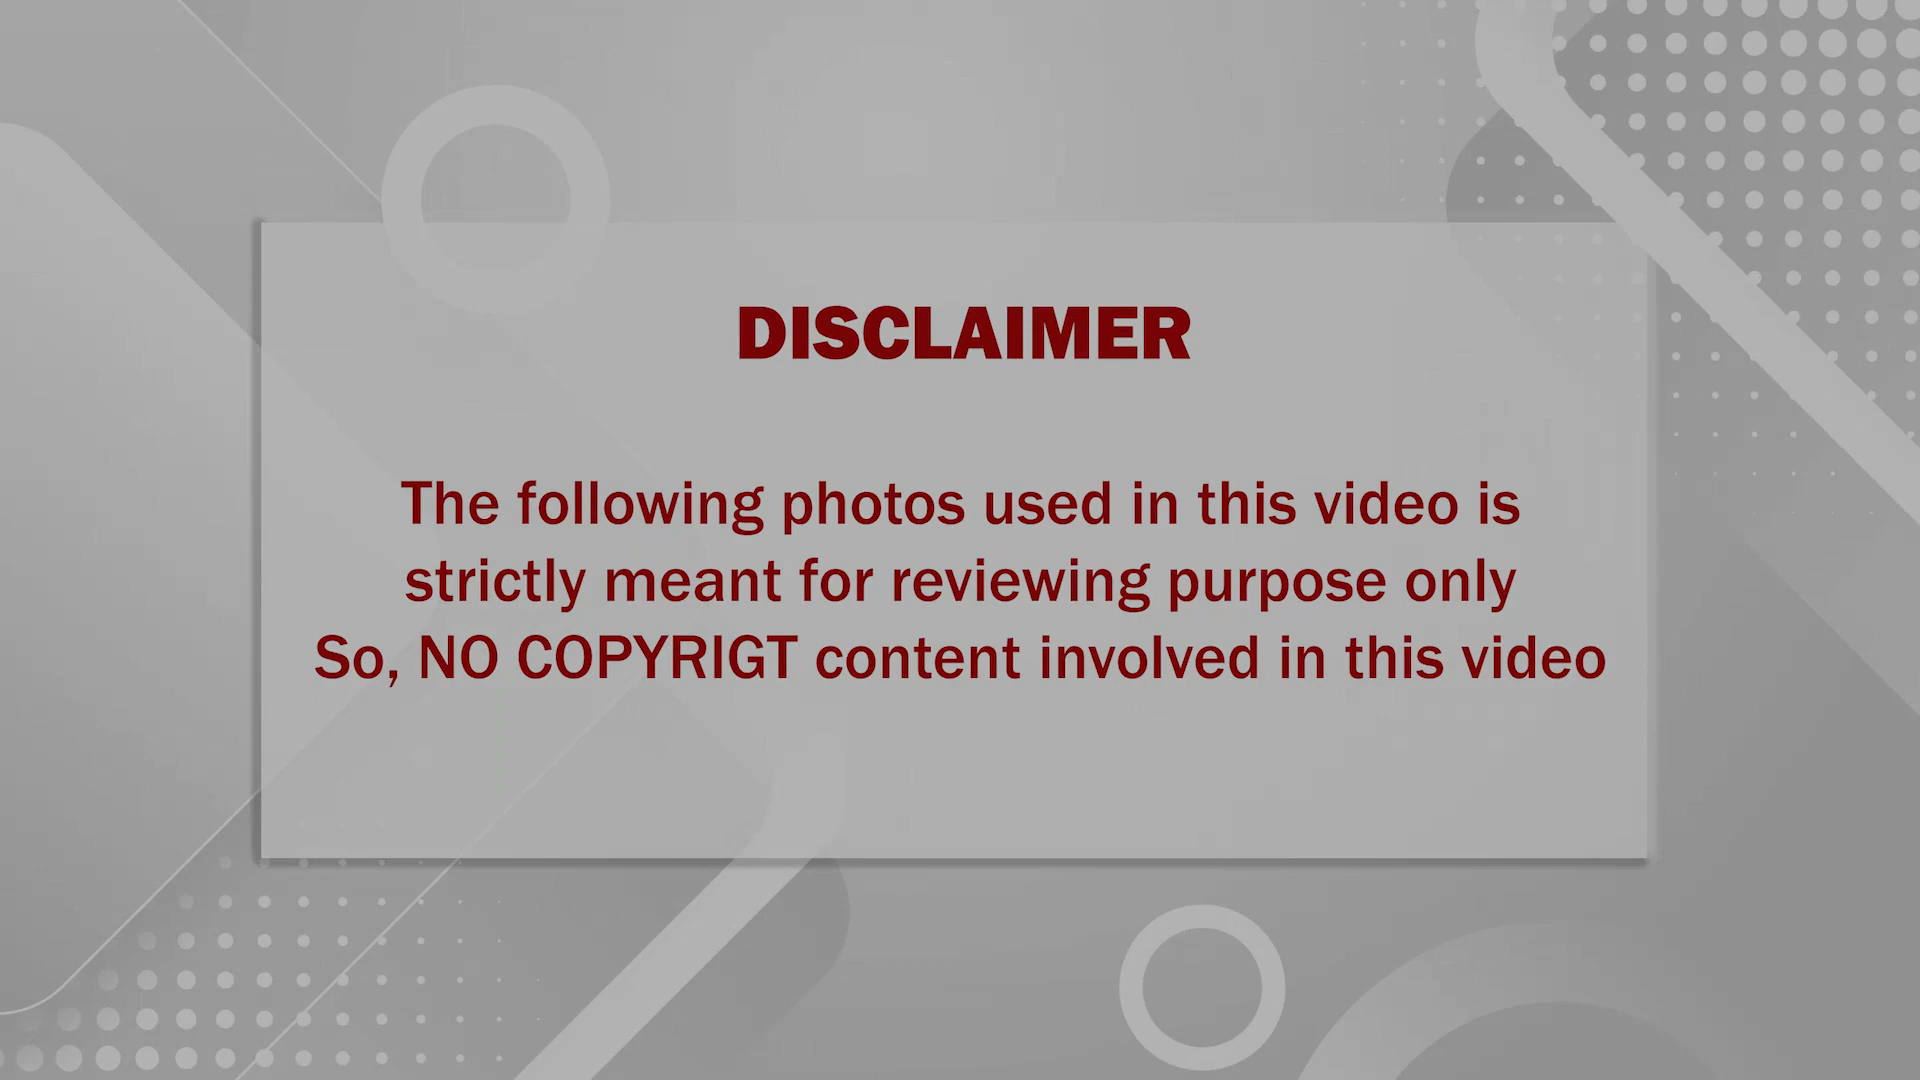 DISCLAIMER
The following photos used in this video is
strictly meant for reviewing purpose only
So, NO COPYRIGT content involved in this video